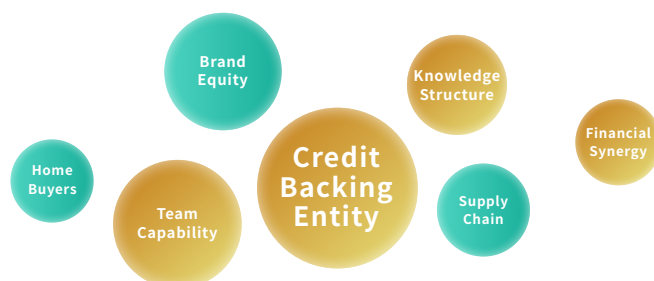 Brand
Equity
Knowledge
Structure
Financial
Synergy
Credit
Backing
Entity
Home
Buyers
Team
Capability
Supply
Chain